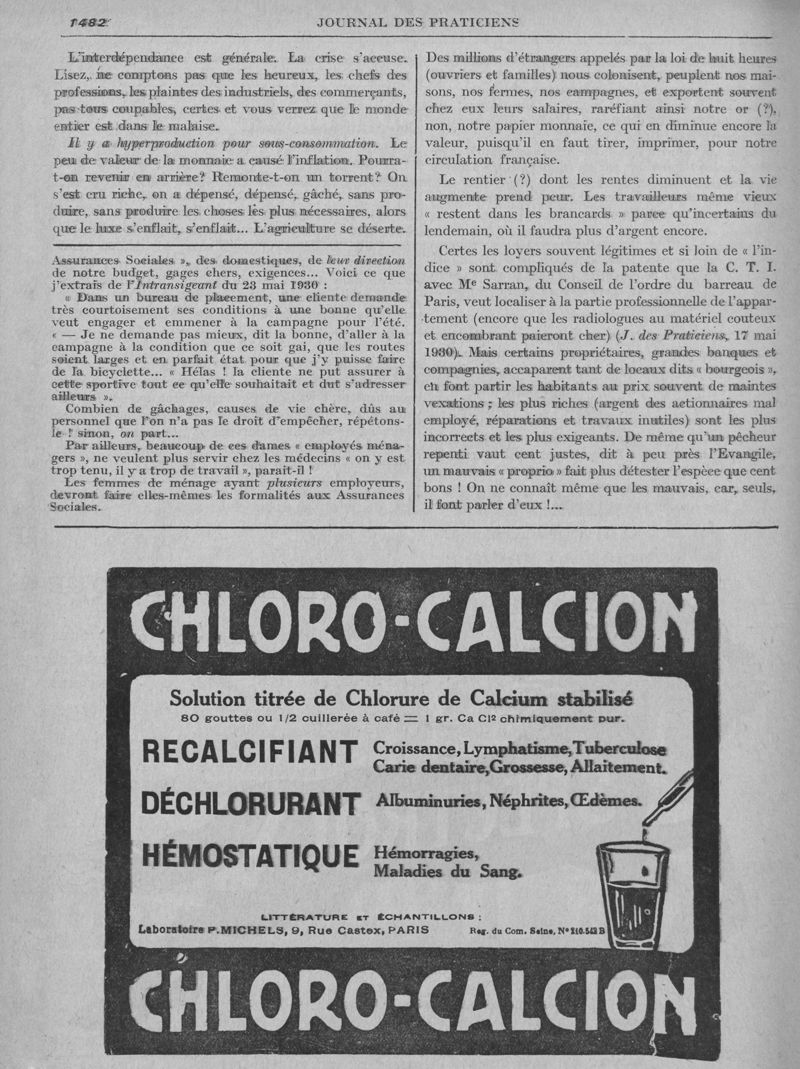 1482
JOURNAL DES PRATICIENS
L'interdépendance est générale. La crise s'accuse.
Lisez, ne comptons pas que les heureux, les chefs des
professions, les plaintes des industriels, des commerçants,
pas tous coupables, certes et vous verrez que le monde
entier est dans le malaise.
Il y a hyperproduction pour sous-consommation. Le
peu de valeur de la monnaie a causé l'inflation. Pourra-
t-on revenir en arrière? Remonte-t-on un torrent? On
s'est cru riche, on a dépensé, dépensé, gâché, sans pro-
duire, sans produire les choses les plus nécessaires, alors
que le luxe s'enflait, s'enflait... L'agriculture se déserte.
Assurances Sociales », des domestiques, de leur direction
de notre budget, gages chers, exigences... Voici ce que
j'extrais de l'Intransigeant du 23 mai 1930 :
« Dans un bureau de placement, une cliente demande
très courtoisement ses conditions à une bonne qu'elle
veut engager et emmener à la campagne pour l'été.
« — Je ne demande pas mieux, dit la bonne, d'aller à la
campagne à la condition que ce soit gai, que les routes
soient larges et en parfait état pour que j'y puisse faire
de la bicyclette... « Hélas ! la cliente ne put assurer à
cette sportive tout ce qu'elle souhaitait et dut s'adresser
ailleurs ».
Combien de gâchages, causes de vie chère, dûs au
personnel que l'on n'a pas le droit d'empêcher, répétons-
le ! sinon, on part...
Par ailleurs, beaucoup de ces dames « employés ména-
gers », ne veulent plus servir chez les médecins « on y est
trop tenu, il y a trop de travail », paraît-il !
Les femmes de ménage ayant plusieurs employeurs,
devront faire elles-mêmes les formalités aux Assurances
Sociales.
Des millions d'étrangers appelés par la loi de huit heures
(ouvriers et familles) nous colonisent, peuplent nos mai-
sons, nos fermes, nos campagnes, et exportent souvent
chez eux leurs salaires, raréfiant ainsi notre or (?),
non, notre papier monnaie, ce qui en diminue encore la
valeur, puisqu'il en faut tirer, imprimer, pour notre
circulation française.
Le rentier (?) dont les rentes diminuent et la vie
augmente prend peur. Les travailleurs même vieux
« restent dans les brancards » parce qu'incertains du
lendemain, où il faudra plus d'argent encore.
Certes les loyers souvent légitimes et si loin de « l'in-
dice » sont compliqués de la patente que la C. T. I.
avec Me Sarran, du Conseil de l'ordre du barreau de
Paris, veut localiser à la partie professionnelle de l'appar-
tement (encore que les radiologues au matériel couteux
et encombrant paieront cher) (J. des Praticiens, 17 mai
1930). Mais certains propriétaires, grandes banques et
compagnies, accaparent tant de locaux dits « bourgeois »,
en font partir les habitants au prix souvent de maintes
vexations ; les plus riches (argent des actionnaires mal
employé, réparations et travaux inutiles) sont les plus
incorrects et les plus exigeants. De même qu'un pêcheur
repenti vaut cent justes, dit à peu près l'Evangile,
un mauvais « proprio » fait plus détester l'espèce que cent
bons ! On ne connaît même que les mauvais, car, seuls,
il font parler d'eux !...
CHLORO-CALCION
Solution titrée de Chlorure de Calcium stabilisé
80 gouttes ou 1/2 cuillerée à café = 1 gr. Ca Cl² chimiquement pur.
RECALCIFIANT Croissance, Lymphatisme, Tuberculose
Carie dentaire, Grossesse, Allaitement.
DÉCHLORURANT Albuminuries, Néphrites, Œdèmes.
HÉMOSTATIQUE Hémorragies,
Maladies du Sang.
LITTÉRATURE ET ÉCHANTILLONS :
Laboratoire P. MICHELS, 9, Rue Castex, PARIS Reg. du Com. Seine, N° 210.542 B
CHLORO-CALCION